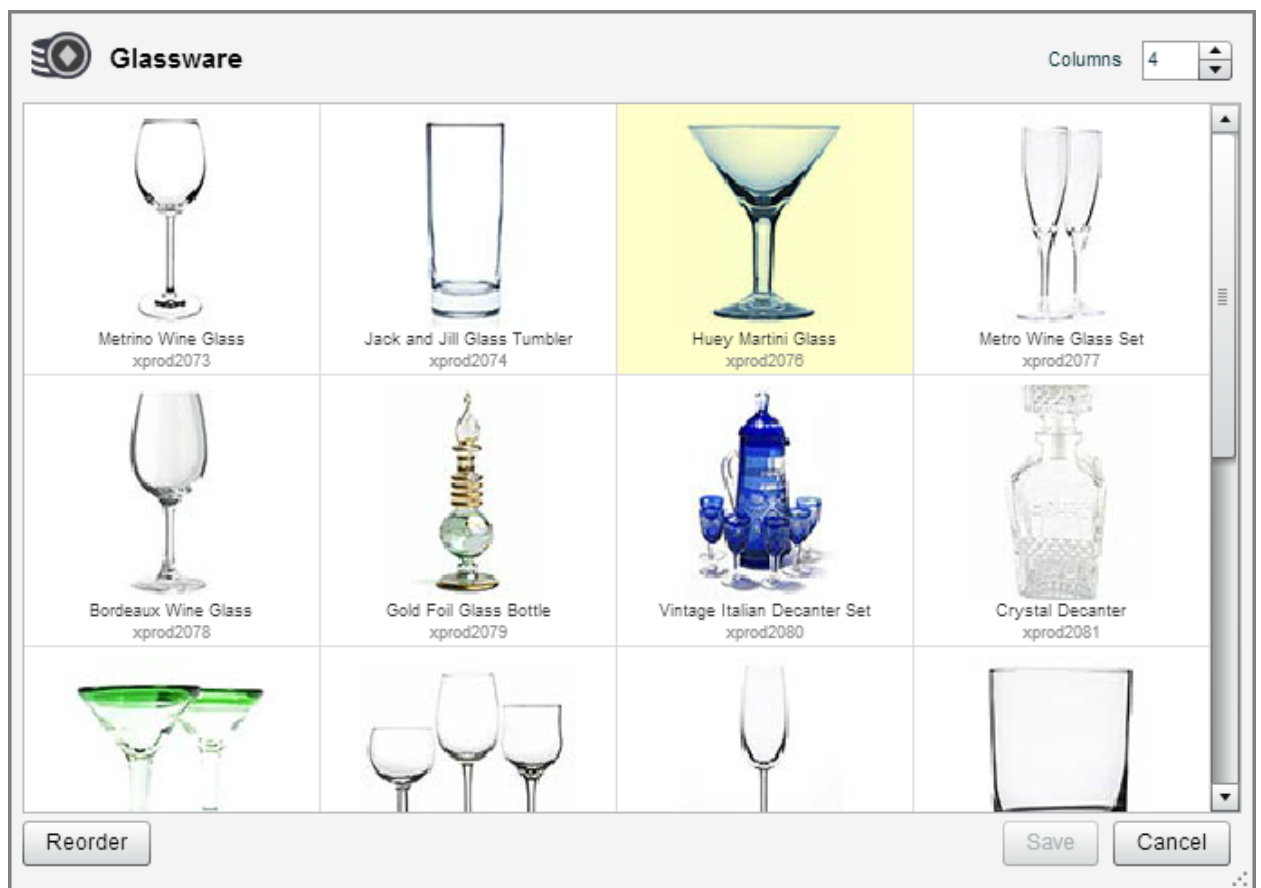 Glassware
Columns 4
Metrino Wine Glass
xprod2073
Jack and Jill Glass Tumbler
xprod2074
Huey Martini Glass
xprod2076
Metro Wine Glass Set
xprod2077
Bordeaux Wine Glass
xprod2078
Gold Foil Glass Bottle
xprod2079
Vintage Italian Decanter Set
xprod2080
Crystal Decanter
xprod2081
Reorder
Save
Cancel